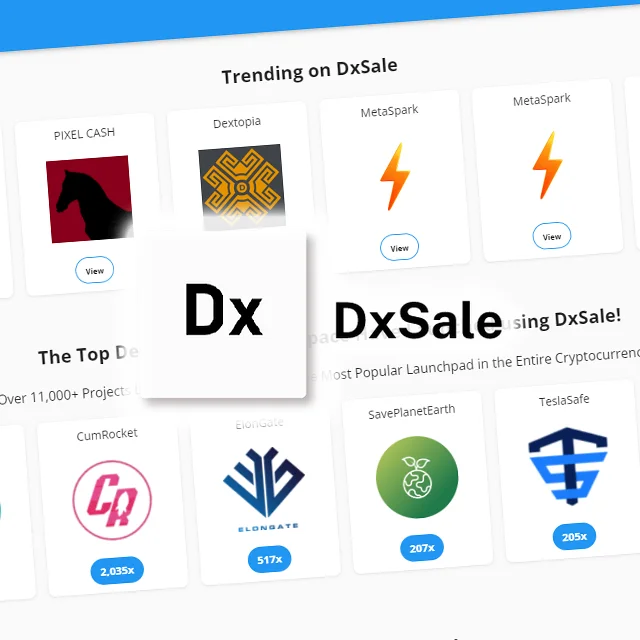 Trending on DxSale
PIXEL CASH
Dextopia
MetaSpark
MetaSpark
View
View
View
Dx
DxSale
The Top De
sing DxSale!
Over 11,000+ Projects
Most Popular Launchpad in the Entire Cryptocurrenc
CumRocket
ElonGate
SavePlanetEarth
TeslaSafe
CR
ELONGATE
2,035x
517x
207x
205x